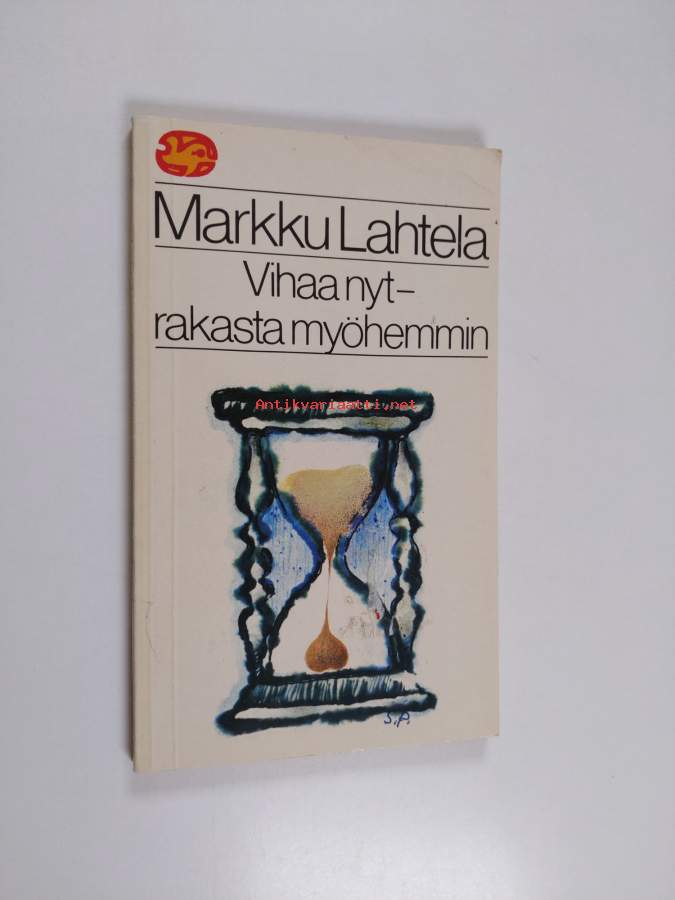 Markku Lahtela
Vihaa nyt–
rakasta myöhemmin
Antikvariaatti.net
S.P.